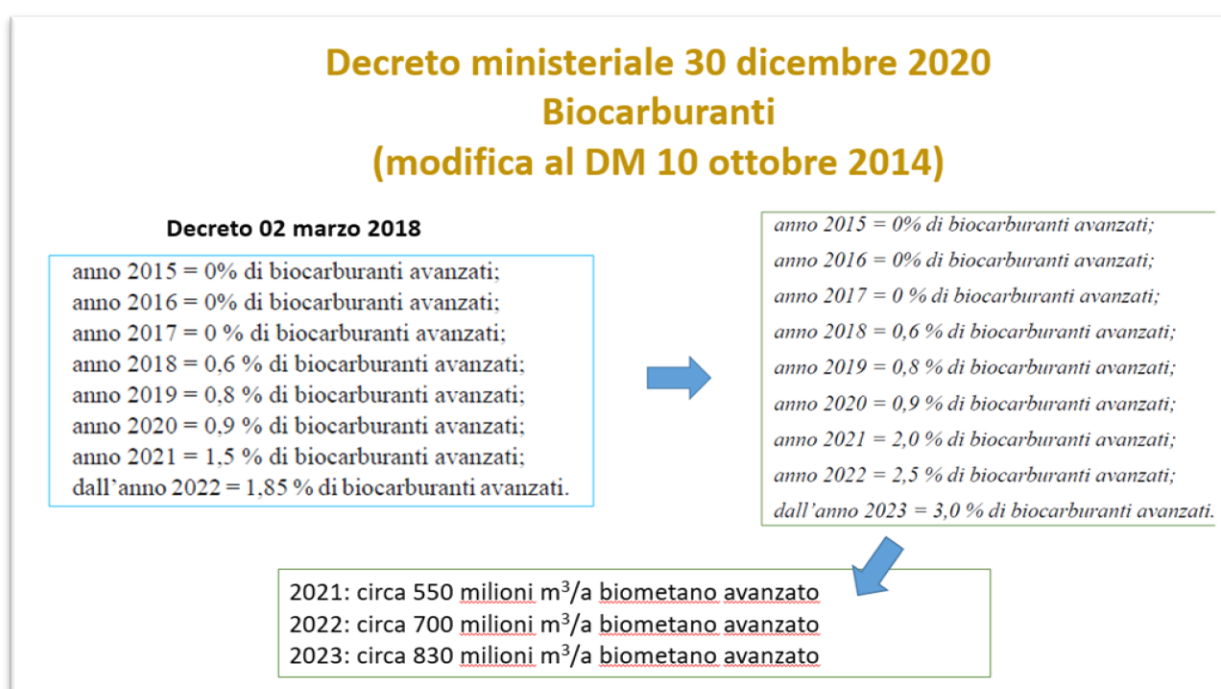 Decreto ministeriale 30 dicembre 2020
Biocarburanti
(modifica al DM 10 ottobre 2014)
Decreto 02 marzo 2018
anno 2015 = 0% di biocarburanti avanzati;
anno 2016 = 0% di biocarburanti avanzati;
anno 2017 = 0 % di biocarburanti avanzati;
anno 2018 = 0,6 % di biocarburanti avanzati;
anno 2019 = 0,8 % di biocarburanti avanzati;
anno 2020 = 0,9 % di biocarburanti avanzati;
anno 2021 = 1,5 % di biocarburanti avanzati;
dall’anno 2022 = 1,85 % di biocarburanti avanzati.
anno 2015 = 0% di biocarburanti avanzati;
anno 2016 = 0% di biocarburanti avanzati;
anno 2017 = 0 % di biocarburanti avanzati;
anno 2018 = 0,6 % di biocarburanti avanzati;
anno 2019 = 0,8 % di biocarburanti avanzati;
anno 2020 = 0,9 % di biocarburanti avanzati;
anno 2021 = 2,0 % di biocarburanti avanzati;
anno 2022 = 2,5 % di biocarburanti avanzati;
dall’anno 2023 = 3,0 % di biocarburanti avanzati.
2021: circa 550 milioni m³/a biometano avanzato
2022: circa 700 milioni m³/a biometano avanzato
2023: circa 830 milioni m³/a biometano avanzato